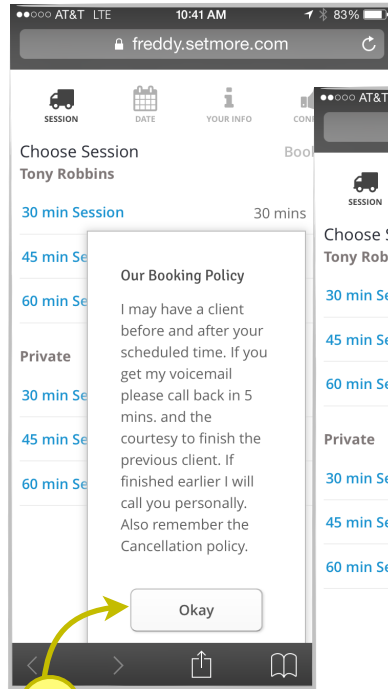 AT&T LTE 10:41 AM 83%
freddy.setmore.com
SESSION DATE YOUR INFO
Choose Session
Tony Robbins
30 min Session 30 mins
45 min Se
60 min Se
Private
30 min Se
45 min Se
60 min Se
Our Booking Policy
I may have a client
before and after your
scheduled time. If you
get my voicemail
please call back in 5
mins. and the
courtesy to finish the
previous client. If
finished earlier I will
call you personally.
Also remember the
Cancellation policy.
Okay
AT&T
SESSION
Choose S
Tony Rob
30 min Se
45 min Se
60 min Se
Private
30 min Se
45 min Se
60 min Se